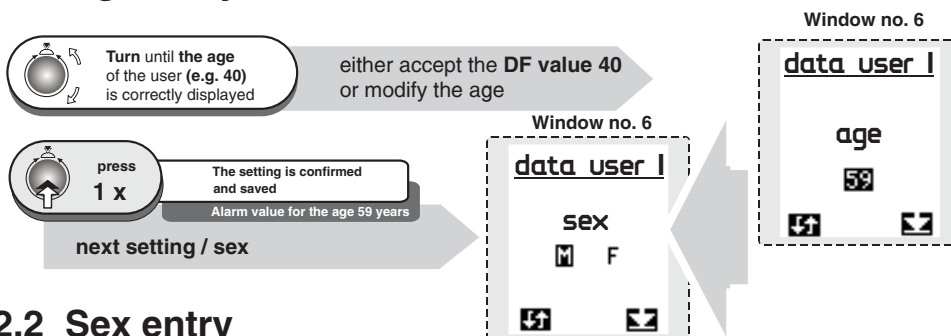 Window no. 6
Turn until the age
of the user (e.g. 40)
is correctly displayed
either accept the DF value 40
or modify the age
data user 1
age
59
press
1 x
The setting is confirmed
and saved
Alarm value for the age 59 years
next setting / sex
Window no. 6
data user 1
sex
M F
2.2 Sex entry